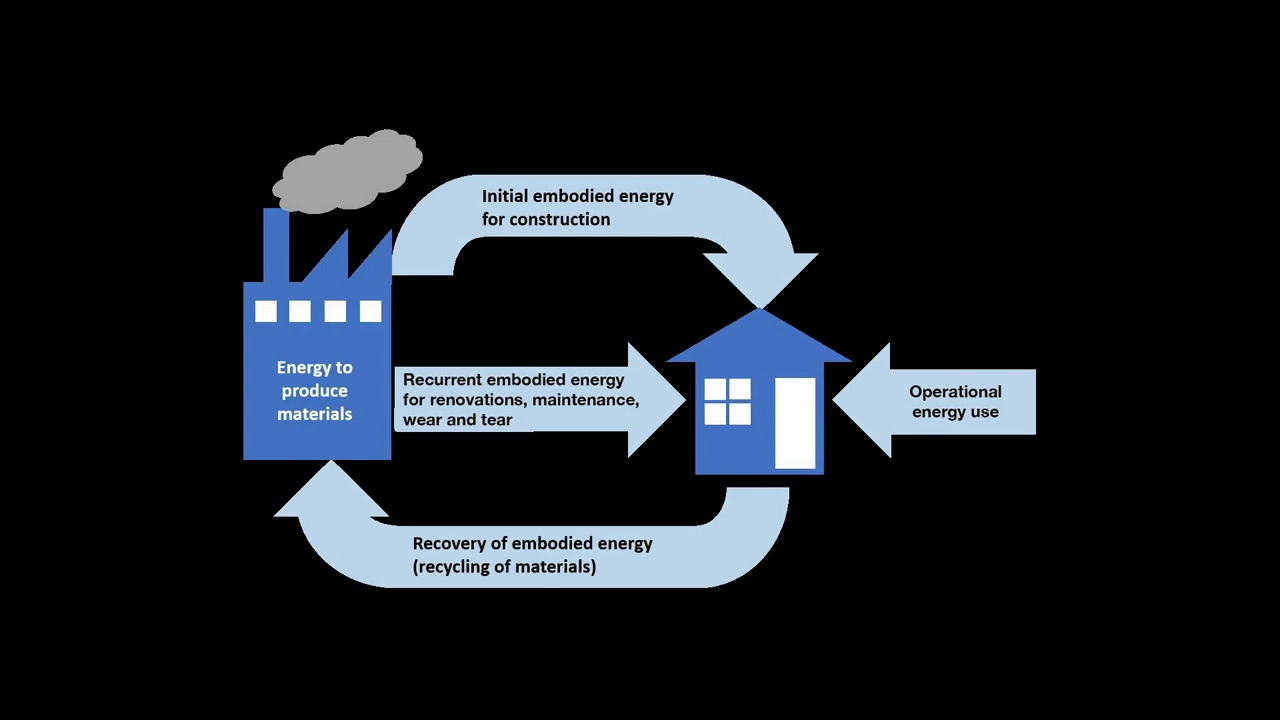 Initial embodied energy
for construction
Energy to
produce
materials
Recurrent embodied energy
for renovations, maintenance,
wear and tear
Operational
energy use
Recovery of embodied energy
(recycling of materials)